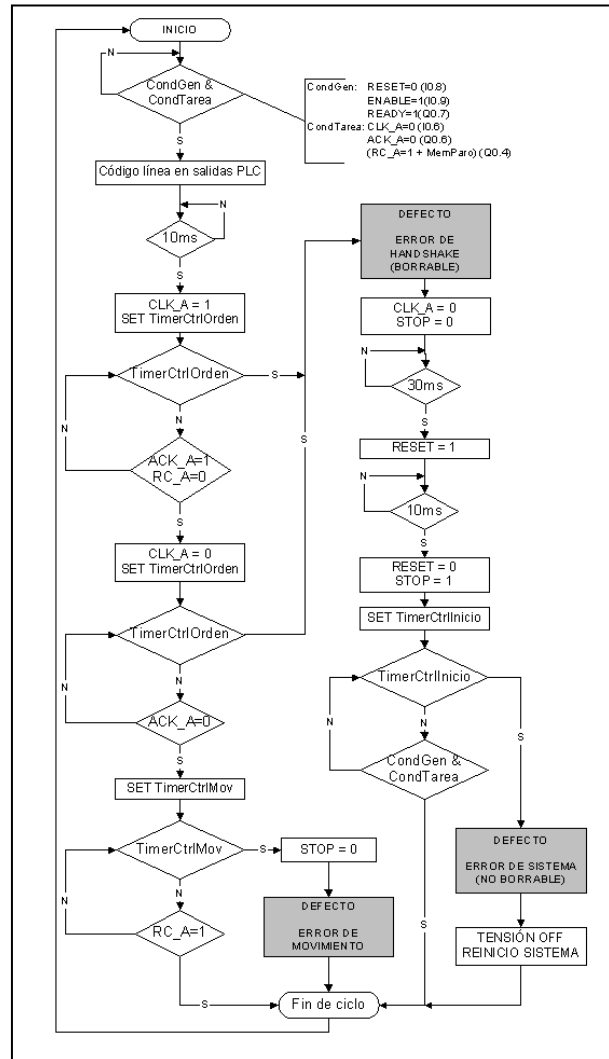 INICIO
N
CondGen &
CondTarea
CondGen: RESET=0 (I0.8)
ENABLE=1(I0.9)
READY=1(Q0.7)
CondTarea: CLK_A=0 (I0.6)
ACK_A=0 (Q0.6)
(RC_A=1 + MemParo) (Q0.4)
S
Código línea en salidas PLC
N
10ms
S
CLK_A = 1
SET TimerCtrlOrden
TimerCtrlOrden
S
N
N
ACK_A=1
RC_A=0
S
CLK_A = 0
SET TimerCtrlOrden
TimerCtrlOrden
S
N
N
ACK_A=0
S
SET TimerCtrlMov
TimerCtrlMov
S
N
N
RC_A=1
S
STOP = 0
DEFECTO
ERROR DE
MOVIMIENTO
DEFECTO
ERROR DE
HANDSHAKE
(BORRABLE)
CLK_A = 0
STOP = 0
N
30ms
S
RESET = 1
N
10ms
S
RESET = 0
STOP = 1
SET TimerCtrlInicio
TimerCtrlInicio
N
N
S
CondGen &
CondTarea
S
DEFECTO
ERROR DE SISTEMA
(NO BORRABLE)
TENSIÓN OFF
REINICIO SISTEMA
Fin de ciclo